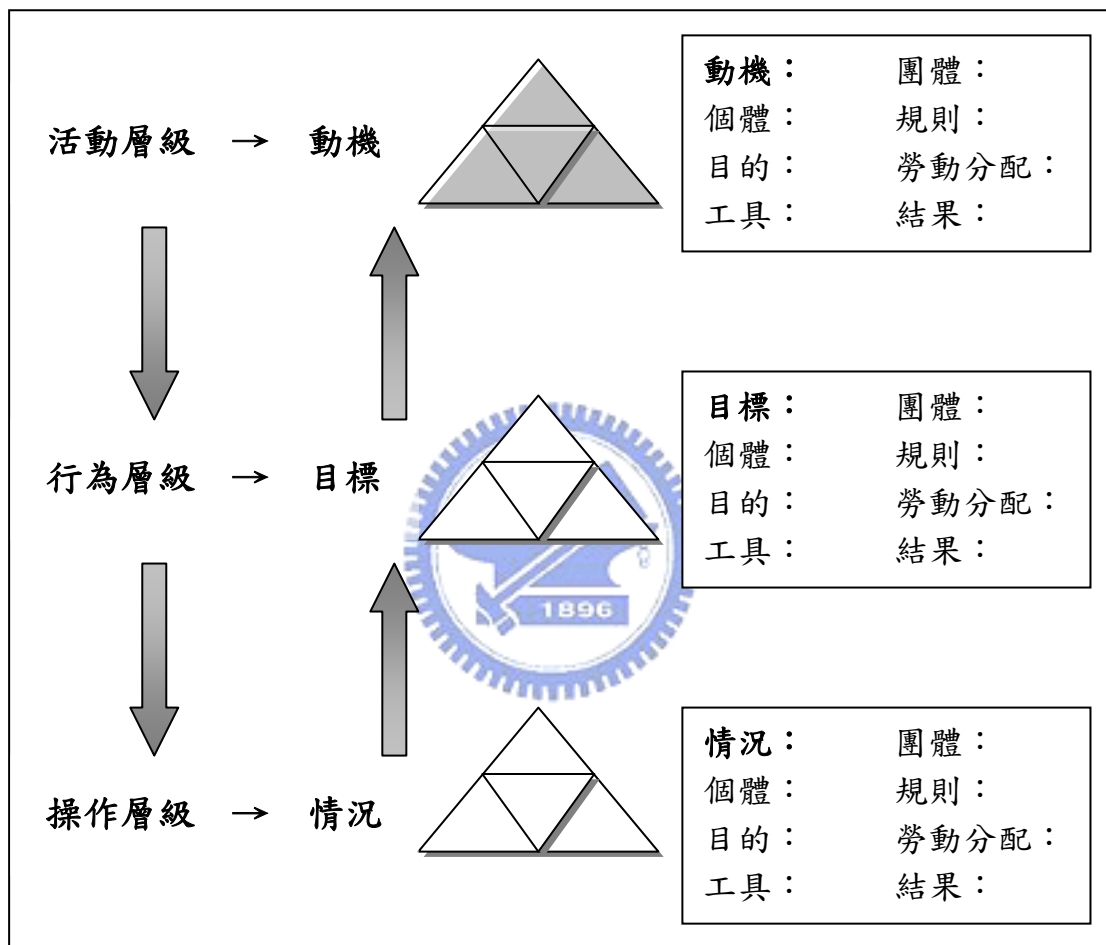 活動層級 → 動機
動機： 團體：
個體： 規則：
目的： 勞動分配：
工具： 結果：
行為層級 → 目標
目標： 團體：
個體： 規則：
目的： 勞動分配：
工具： 結果：
1896
操作層級 → 情況
情況： 團體：
個體： 規則：
目的： 勞動分配：
工具： 結果：